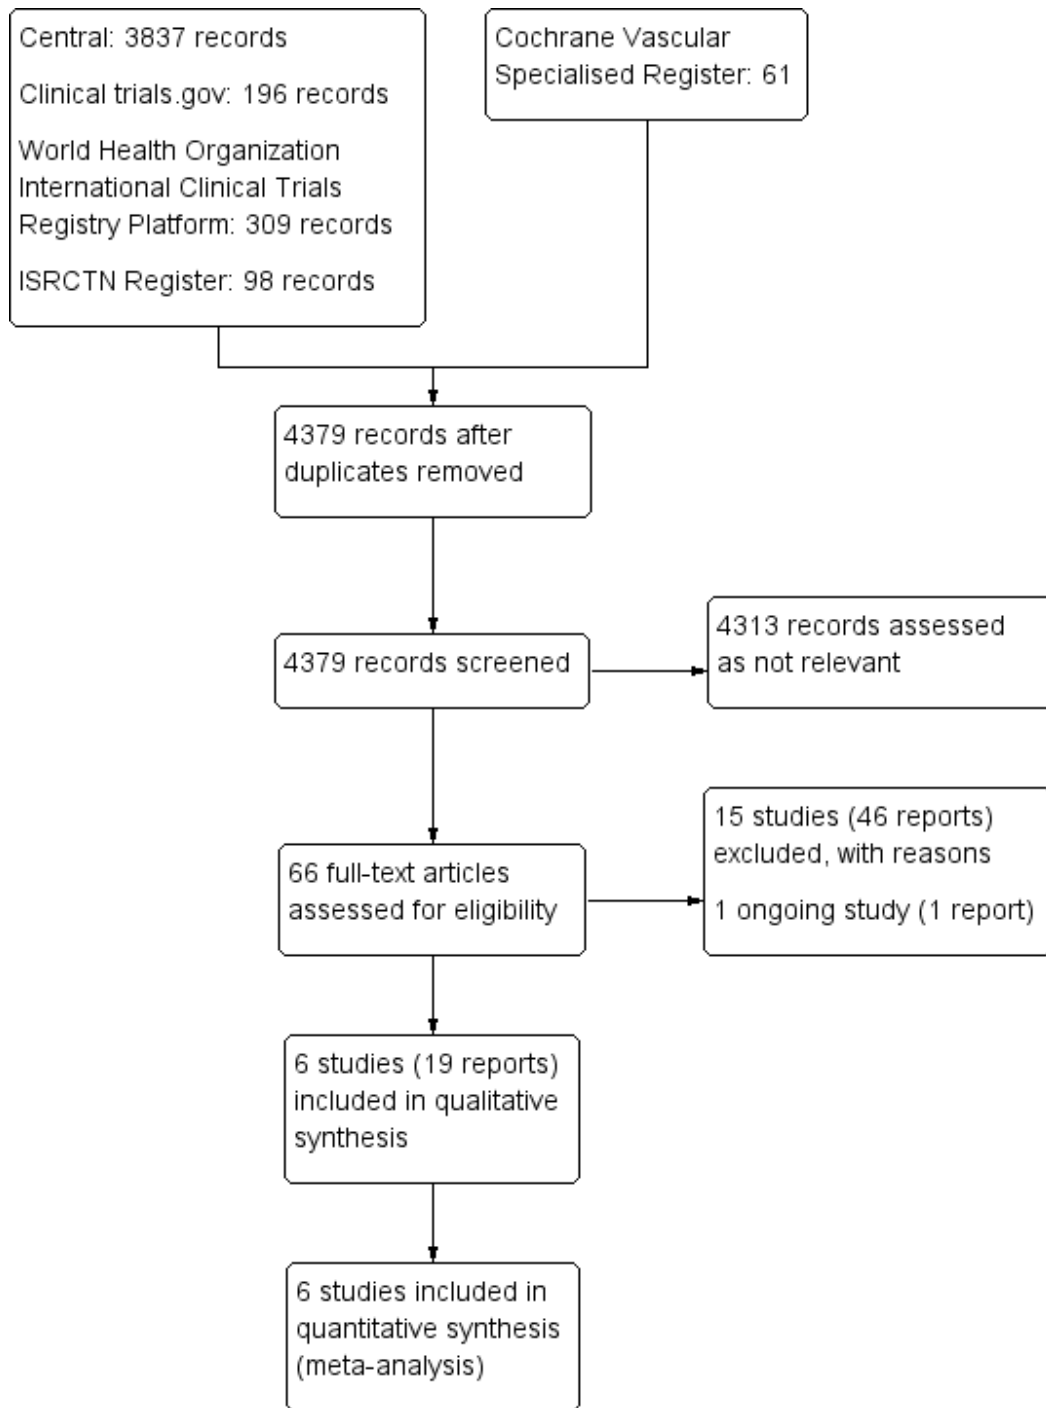 Central: 3837 records
Clinical trials.gov: 196 records
World Health Organization
International Clinical Trials
Registry Platform: 309 records
ISRCTN Register: 98 records
Cochrane Vascular
Specialised Register: 61
4379 records after
duplicates removed
4379 records screened
4313 records assessed
as not relevant
66 full-text articles
assessed for eligibility
15 studies (46 reports)
excluded, with reasons
1 ongoing study (1 report)
6 studies (19 reports)
included in qualitative
synthesis
6 studies included in
quantitative synthesis
(meta-analysis)